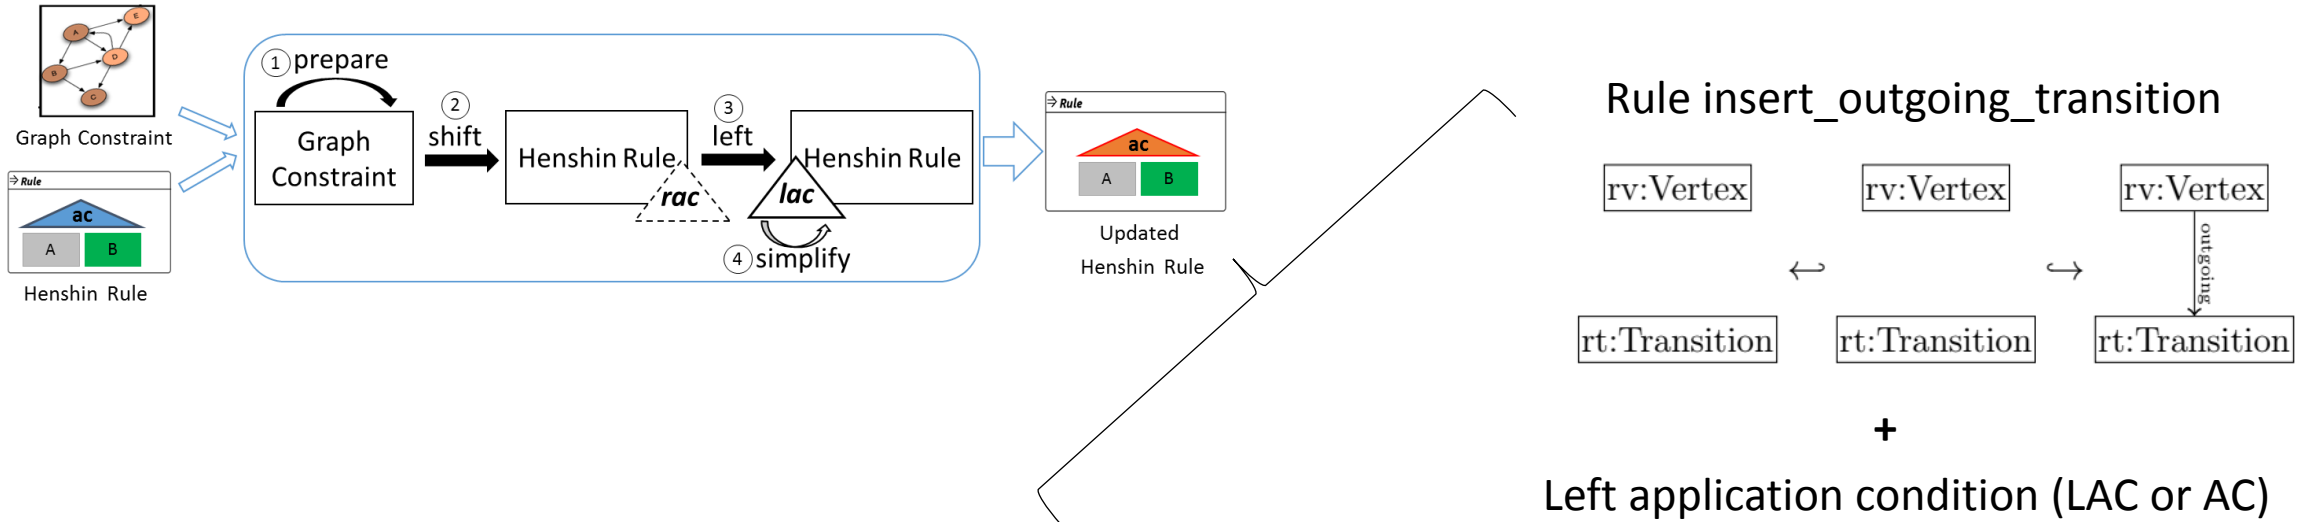 E
A
D
B
C
Graph Constraint
⇒ Rule
ac
A
B
Henshin Rule
1 prepare
Graph
Constraint
2
shift
Henshin Rule
rac
3
left
Henshin Rule
lac
4 simplify
⇒ Rule
ac
A
B
Updated
Henshin Rule
Rule insert_outgoing_transition
rv:Vertex
rv:Vertex
rv:Vertex
outgoing
rt:Transition
rt:Transition
rt:Transition
+
Left application condition (LAC or AC)